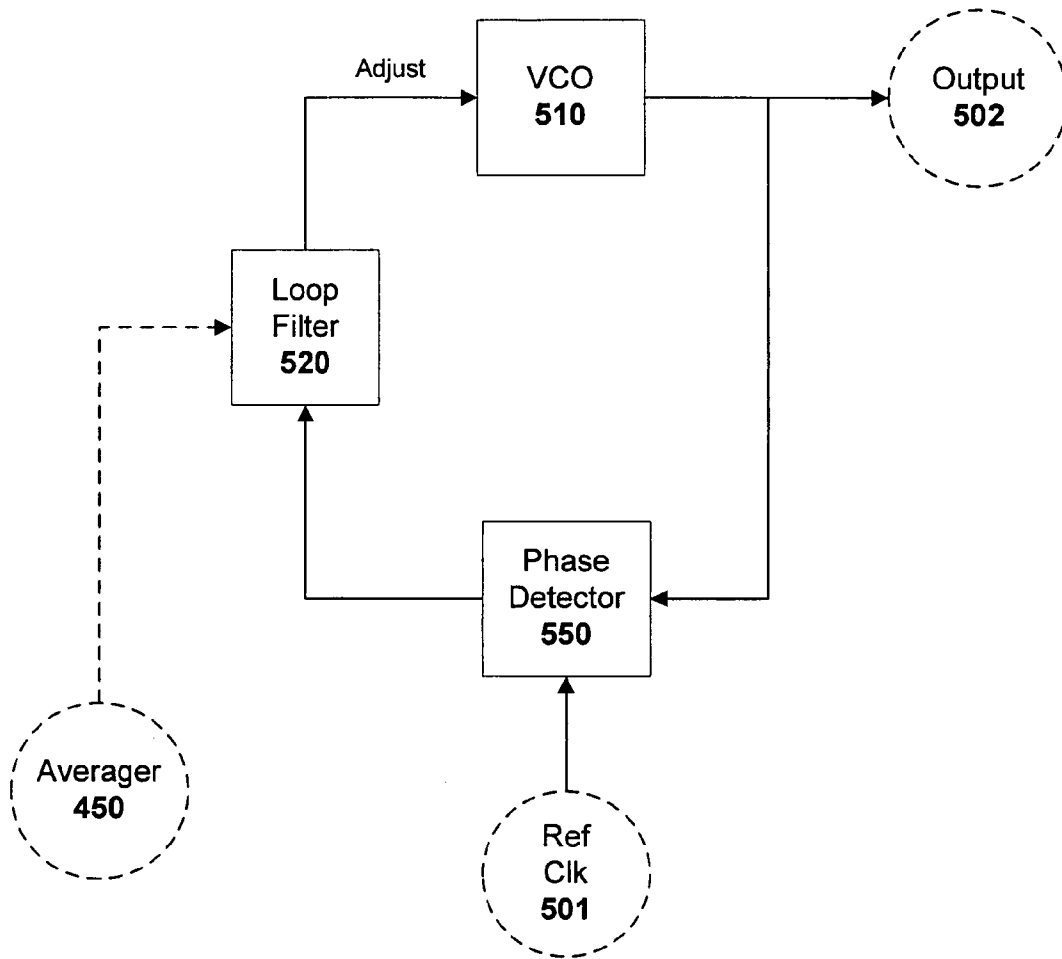 Adjust
VCO
510
Output
502
Loop
Filter
520
Phase
Detector
550
Averager
450
Ref
Clk
501